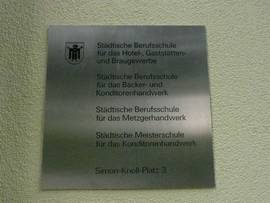 Städtische Berufsschule
für das Hotel-, Gaststätten-
und Braugewerbe
Städtische Berufsschule
für das Bäcker- und
Konditorenhandwerk
Städtische Berufsschule
für das Metzgerhandwerk
Städtische Meisterschule
für das Konditorenhandwerk
Simon-Knoll-Platz 3